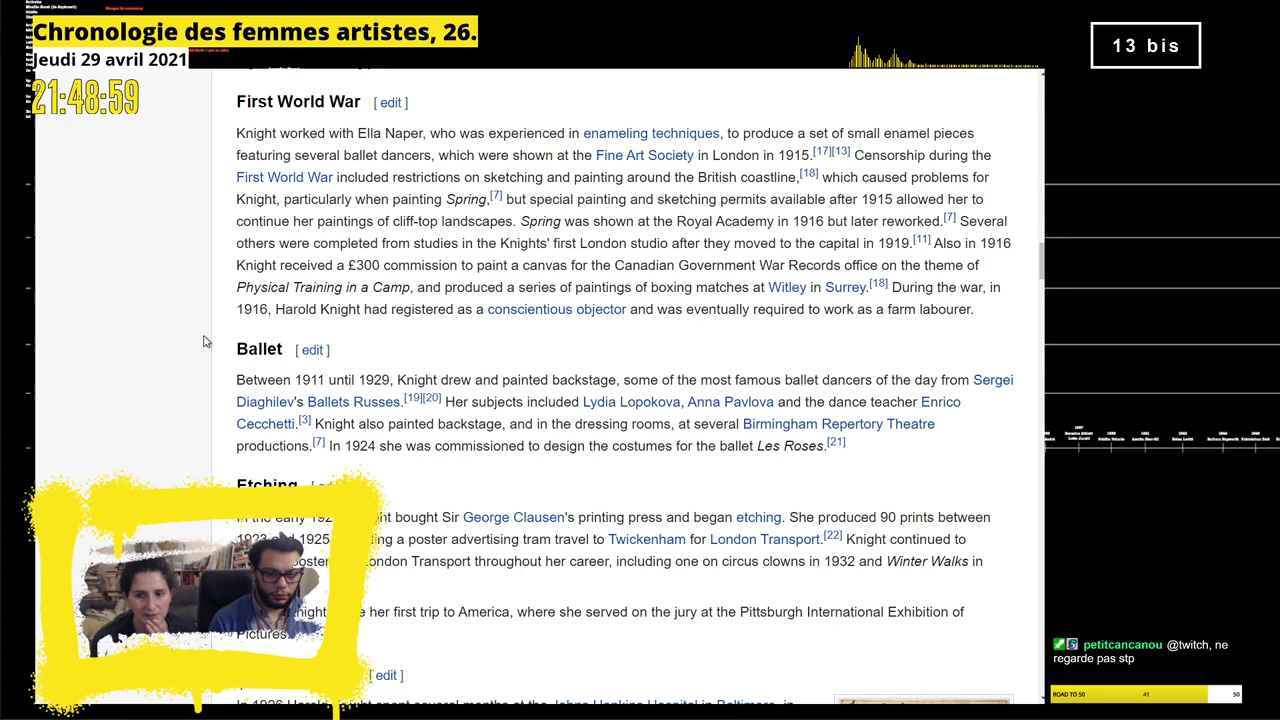 Chronologie des femmes artistes, 26.
Jeudi 29 avril 2021
21:48:59
13 bis
First World War [ edit ]
Knight worked with Ella Naper, who was experienced in enameling techniques, to produce a set of small enamel pieces
featuring several ballet dancers, which were shown at the Fine Art Society in London in 1915.[17][13] Censorship during the
First World War included restrictions on sketching and painting around the British coastline,[18] which caused problems for
Knight, particularly when painting Spring,[7] but special painting and sketching permits available after 1915 allowed her to
continue her paintings of cliff-top landscapes. Spring was shown at the Royal Academy in 1916 but later reworked.[7] Several
others were completed from studies in the Knights' first London studio after they moved to the capital in 1919.[11] Also in 1916
Knight received a £300 commission to paint a canvas for the Canadian Government War Records office on the theme of
Physical Training in a Camp, and produced a series of paintings of boxing matches at Witley in Surrey.[18] During the war, in
1916, Harold Knight had registered as a conscientious objector and was eventually required to work as a farm labourer.
Ballet [ edit ]
Between 1911 until 1929, Knight drew and painted backstage, some of the most famous ballet dancers of the day from Sergei
Diaghilev's Ballets Russes.[19][20] Her subjects included Lydia Lopokova, Anna Pavlova and the dance teacher Enrico
Cecchetti.[3] Knight also painted backstage, and in the dressing rooms, at several Birmingham Repertory Theatre
productions.[7] In 1924 she was commissioned to design the costumes for the ballet Les Roses.[21]
Etching
bought Sir George Clausen's printing press and began etching. She produced 90 prints between
1925 a poster advertising tram travel to Twickenham for London Transport.[22] Knight continued to
London Transport throughout her career, including one on circus clowns in 1932 and Winter Walks in
her first trip to America, where she served on the jury at the Pittsburgh International Exhibition of
Pictures.
[ edit ]
at the Johns Hopkins Hospital in Baltimore, in
petitcancanou @twitch, ne
regarde pas stp
ROAD TO 50 41 50